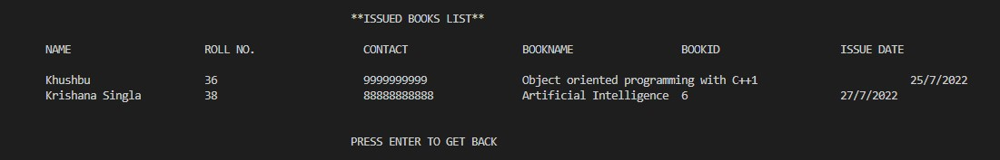 **ISSUED BOOKS LIST**
NAME ROLL NO. CONTACT BOOKNAME BOOKID ISSUE DATE
Khushbu 36 9999999999 Object oriented programming with C++1 25/7/2022
Krishana Singla 38 88888888888 Artificial Intelligence 6 27/7/2022
PRESS ENTER TO GET BACK